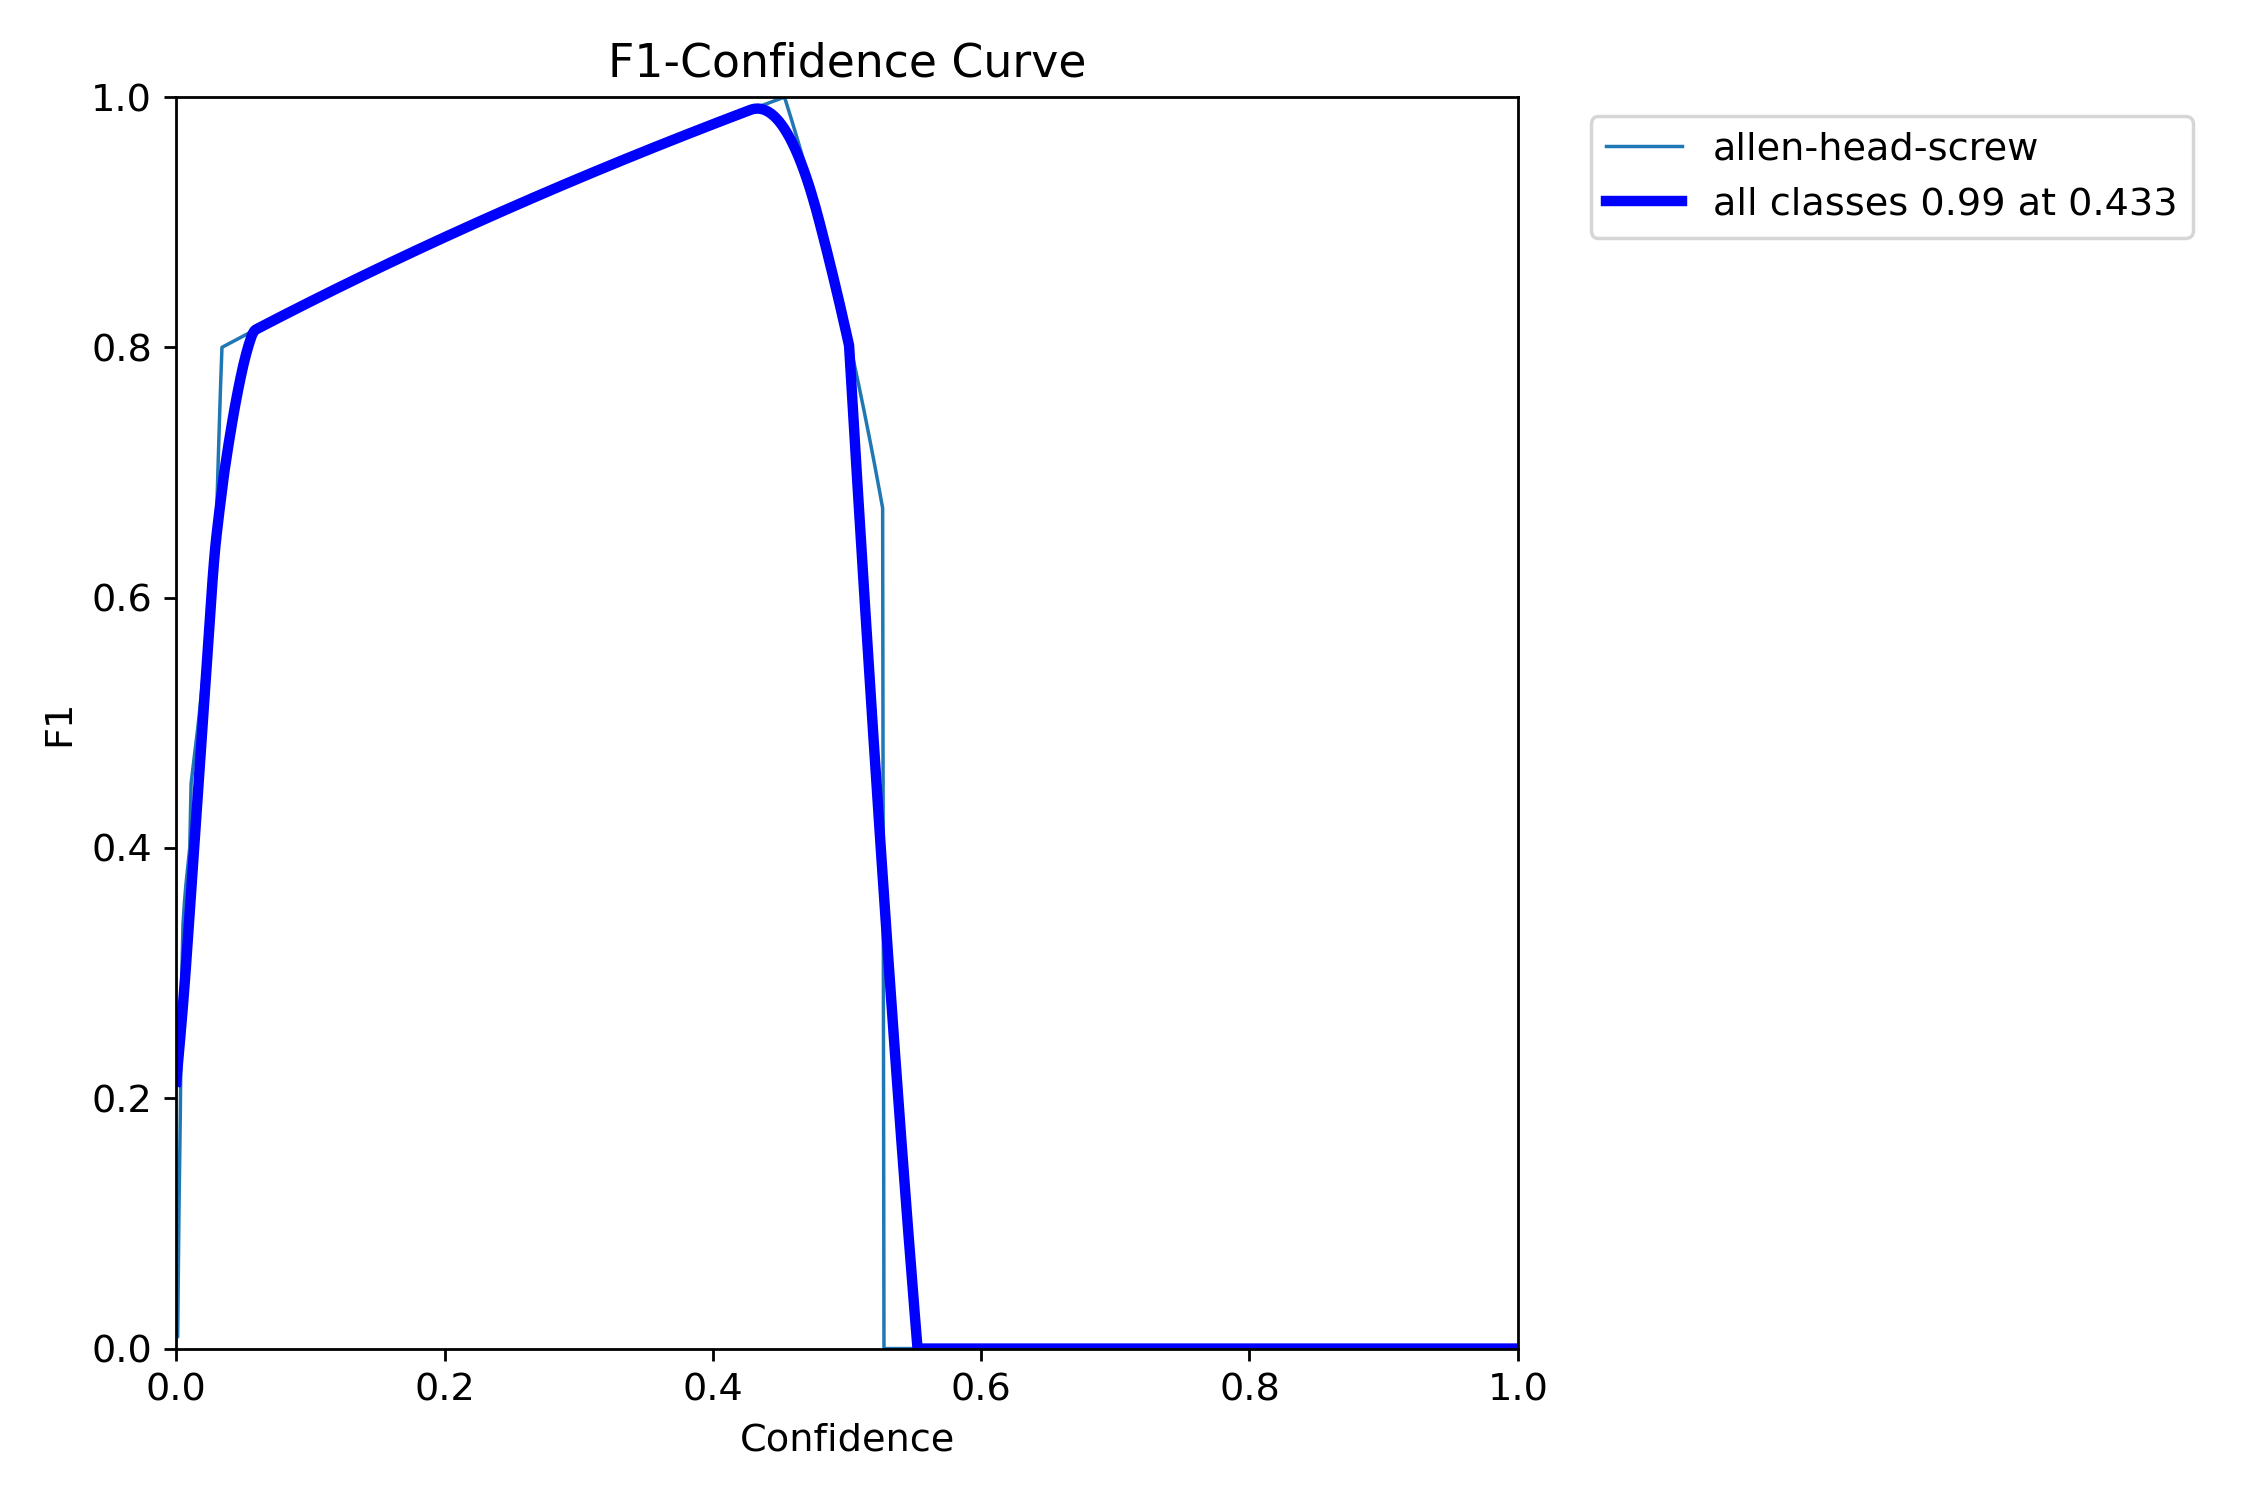 F1-Confidence Curve
1.0
0.8
0.6
0.4
0.2
0.0
F1
0.0 0.2 0.4 0.6 0.8 1.0
Confidence
allen-head-screw
all classes 0.99 at 0.433